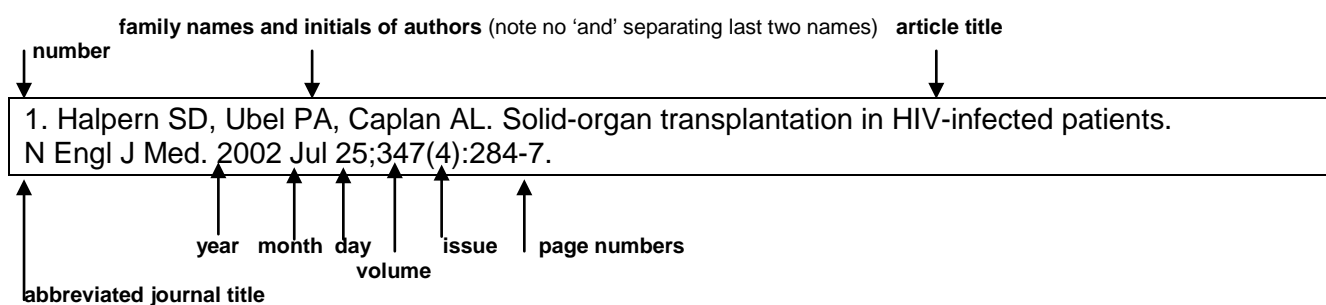 family names and initials of authors (note no ‘and’ separating last two names) article title
number
1. Halpern SD, Ubel PA, Caplan AL. Solid-organ transplantation in HIV-infected patients.
N Engl J Med. 2002 Jul 25;347(4):284-7.
year month day issue page numbers
volume
abbreviated journal title